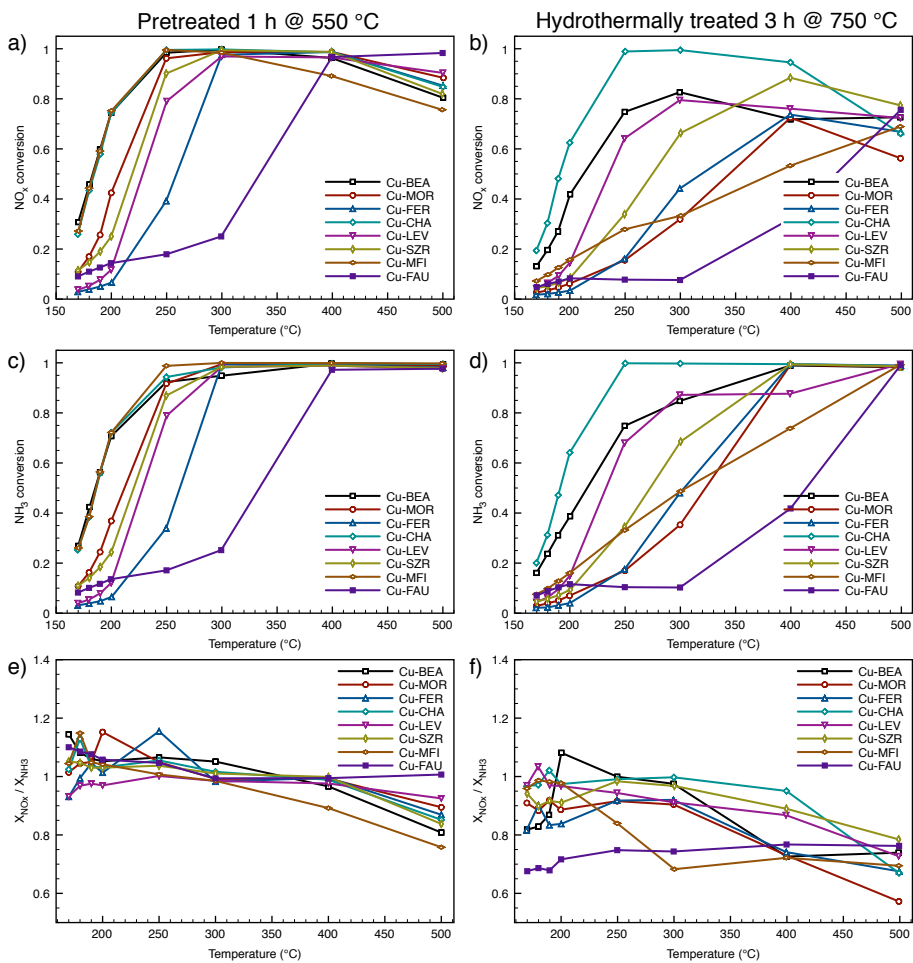 Pretreated 1 h @ 550 °C
Hydrothermally treated 3 h @ 750 °C
a)
1
0.8
0.6
0.4
0.2
0
NOx conversion
150 200 250 300 350 400 450 500
Temperature (°C)
Cu-BEA
Cu-MOR
Cu-FER
Cu-CHA
Cu-LEV
Cu-SZR
Cu-MFI
Cu-FAU
b)
1
0.8
0.6
0.4
0.2
0
NOx conversion
200 250 300 350 400 450 500
Temperature (°C)
Cu-BEA
Cu-MOR
Cu-FER
Cu-CHA
Cu-LEV
Cu-SZR
Cu-MFI
Cu-FAU
c)
1
0.8
0.6
0.4
0.2
0
NH3 conversion
150 200 250 300 350 400 450 500
Temperature (°C)
Cu-BEA
Cu-MOR
Cu-FER
Cu-CHA
Cu-LEV
Cu-SZR
Cu-MFI
Cu-FAU
d)
1
0.8
0.6
0.4
0.2
0
NH3 conversion
150 200 250 300 350 400 450 500
Temperature (°C)
Cu-BEA
Cu-MOR
Cu-FER
Cu-CHA
Cu-LEV
Cu-SZR
Cu-MFI
Cu-FAU
e)
1.4
1.2
1
0.8
0.6
XNOx / XNH3
200 250 300 350 400 450 500
Temperature (°C)
Cu-BEA
Cu-MOR
Cu-FER
Cu-CHA
Cu-LEV
Cu-SZR
Cu-MFI
Cu-FAU
f)
1.4
1.2
1
0.8
0.6
XNOx / XNH3
200 250 300 350 400 450 500
Temperature (°C)
Cu-BEA
Cu-MOR
Cu-FER
Cu-CHA
Cu-LEV
Cu-SZR
Cu-MFI
Cu-FAU